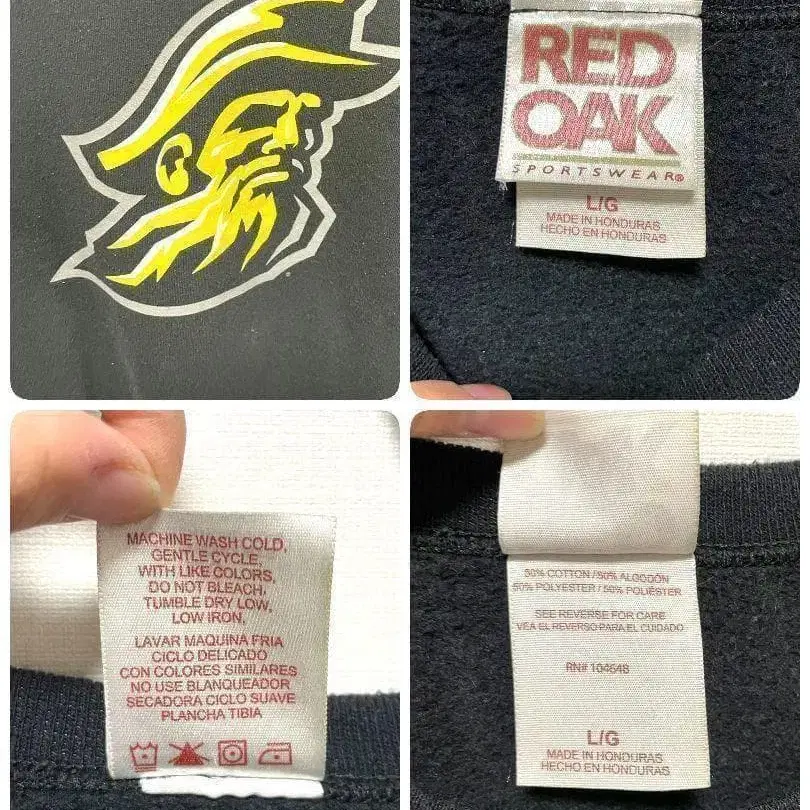 RED
OAK
SPORTSWEAR®
L/G
MADE IN HONDURAS
HECHO EN HONDURAS
MACHINE WASH COLD,
GENTLE CYCLE,
WITH LIKE COLORS,
DO NOT BLEACH,
TUMBLE DRY LOW,
LOW IRON,
LAVAR MAQUINA FRIA
CICLO DELICADO
CON COLORES SIMILARES
NO USE BLANQUEADOR
SECADORA CICLO SUAVE
PLANCHA TIBIA
50% COTTON / 50% ALGODÓN
50% POLYESTER / 50% POLIÉSTER
SEE REVERSE FOR CARE
VEA EL REVERSO PARA EL CUIDADO
RN# 104648
L/G
MADE IN HONDURAS
HECHO EN HONDURAS